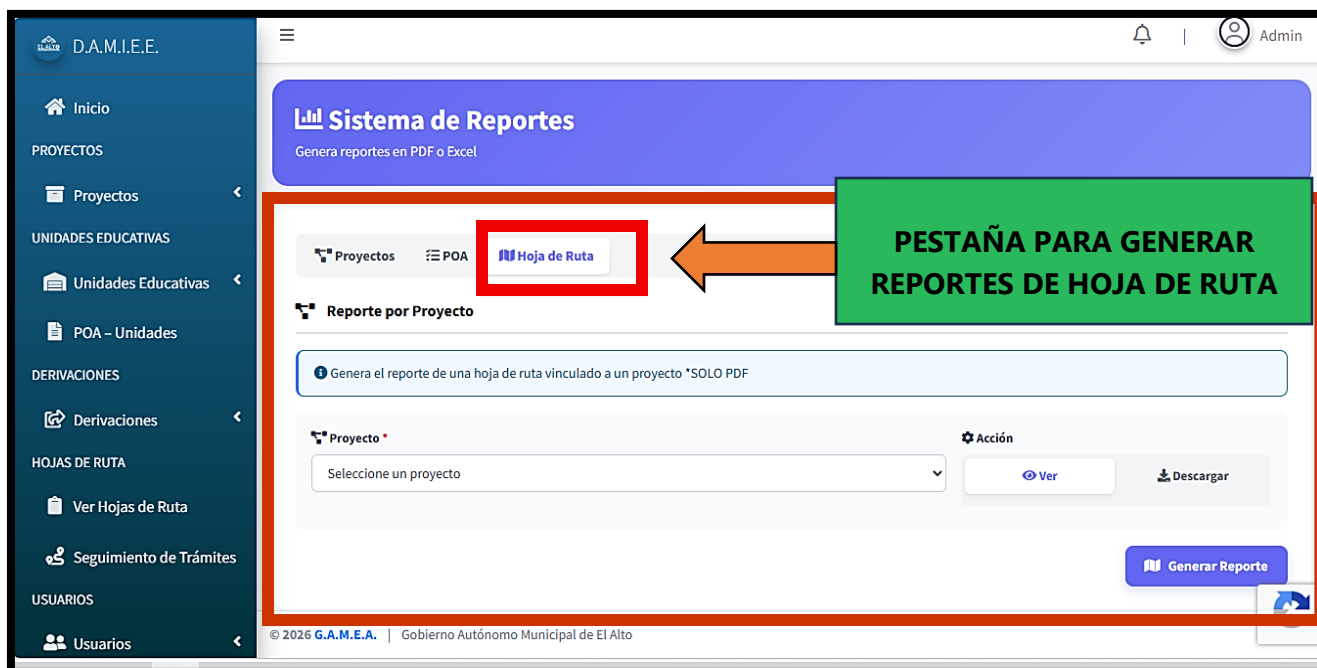 EL ALTO
D.A.M.I.E.E.
Admin
Inicio
PROYECTOS
Proyectos
UNIDADES EDUCATIVAS
Unidades Educativas
POA – Unidades
DERIVACIONES
Derivaciones
HOJAS DE RUTA
Ver Hojas de Ruta
Seguimiento de Trámites
USUARIOS
Usuarios
Sistema de Reportes
Genera reportes en PDF o Excel
Proyectos POA Hoja de Ruta
PESTAÑA PARA GENERAR
REPORTES DE HOJA DE RUTA
Reporte por Proyecto
Genera el reporte de una hoja de ruta vinculado a un proyecto *SOLO PDF
Proyecto * Acción
Seleccione un proyecto Ver Descargar
Generar Reporte
© 2026 G.A.M.E.A. | Gobierno Autónomo Municipal de El Alto